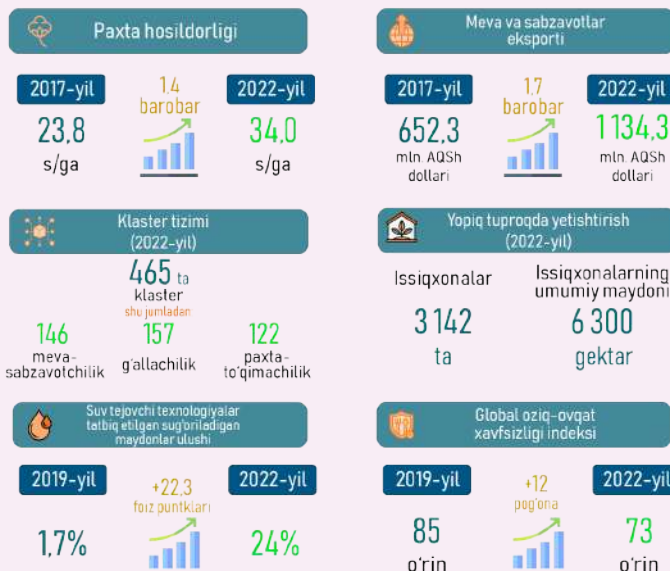 Paxta hosildorligi
2017-yil
1,4
barobar
2022-yil
23,8
s/ga
34,0
s/ga
Meva va sabzavotlar
eksporti
2017-yil
1,7
barobar
2022-yil
652,3
mln. AQSh
dollari
1 134,3
mln. AQSh
dollari
Klaster tizimi
(2022-yil)
465 ta
klaster
shu jumladan
146
meva-
sabzavotchilik
157
g'allachilik
122
paxta-
to'qimachilik
Yopiq tuproqda yetishtirish
(2022-yil)
Issiqxonalar
3 142
ta
Issiqxonalarning
umumiy maydoni
6 300
gektar
Suv tejovchi texnologiyalar
tatbiq etilgan sug'oriladigan
maydonlar ulushi
2019-yil
+22,3
foiz punktlari
2022-yil
1,7%
24%
Global oziq-ovqat
xavfsizligi indeksi
2019-yil
+12
pog'ona
2022-yil
85
o'rin
73
o'rin